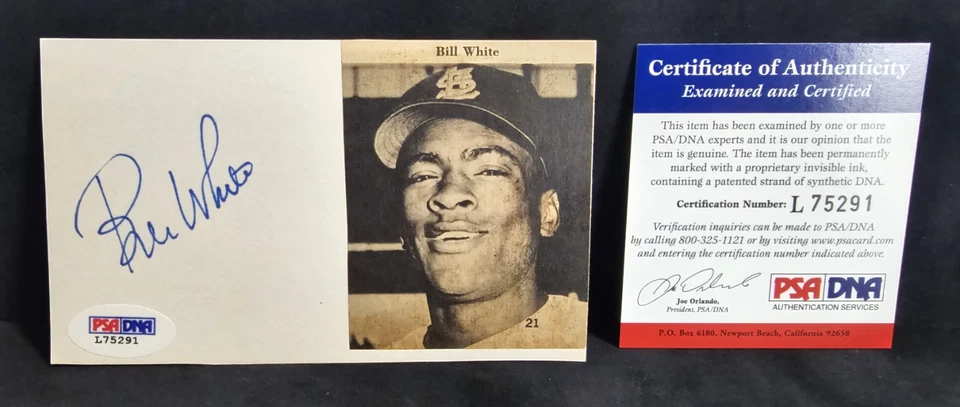 Bill White
StL
Bill White
21
PSA/DNA
L75291
Certificate of Authenticity
Examined and Certified
This item has been examined by one or more
PSA/DNA experts and it is our opinion that the
item is genuine. The item has been permanently
marked with a proprietary invisible ink,
containing a patented strand of synthetic DNA.
Certification Number: L 75291
Verification inquiries can be made to PSA/DNA
by calling 800-325-1121 or by visiting www.psacard.com
and entering the certification number indicated above.
Joe Orlando,
President, PSA/DNA
PSA/DNA
AUTHENTICATION SERVICES
P.O. Box 6180, Newport Beach, California 92658